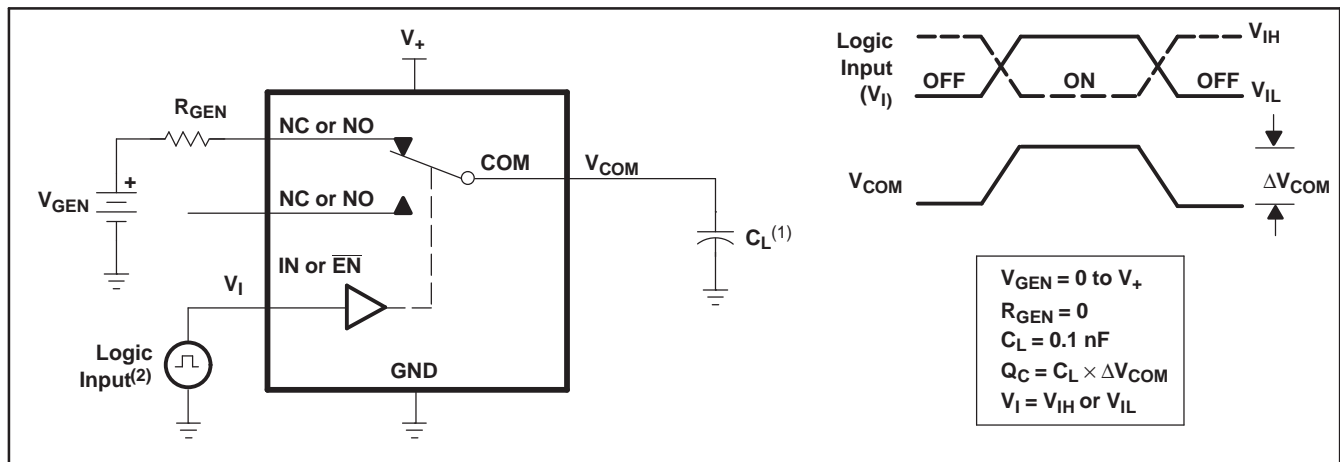 V+
RGEN
NC or NO
COM
VCOM
VGEN
+
NC or NO
CL(1)
IN or EN
VI
Logic
Input(2)
GND
Logic
Input
(VI)
VIH
OFF
ON
OFF
VIL
VCOM
ΔVCOM
VGEN = 0 to V+
RGEN = 0
CL = 0.1 nF
QC = CL × ΔVCOM
VI = VIH or VIL